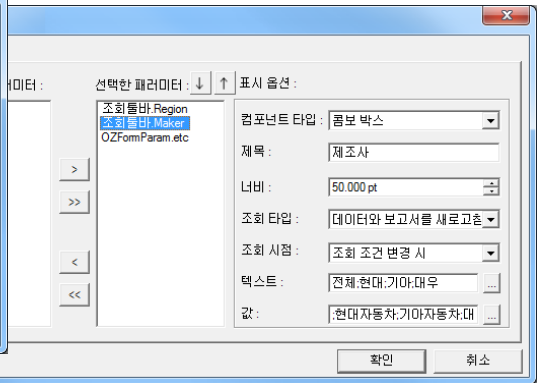 선택한 패러미터 :
조회툴바.Region
조회툴바.Maker
OZFormParam.etc
>
>>
<
<<
표시 옵션 :
컴포넌트 타입 : 콤보 박스
제목 : 제조사
너비 : 50.000 pt
조회 타입 : 데이터와 보고서를 새로고침
조회 시점 : 조회 조건 변경 시
텍스트 : 전체;현대;기아;대우 ...
값 : ;현대자동차;기아자동차;대 ...
확인
취소